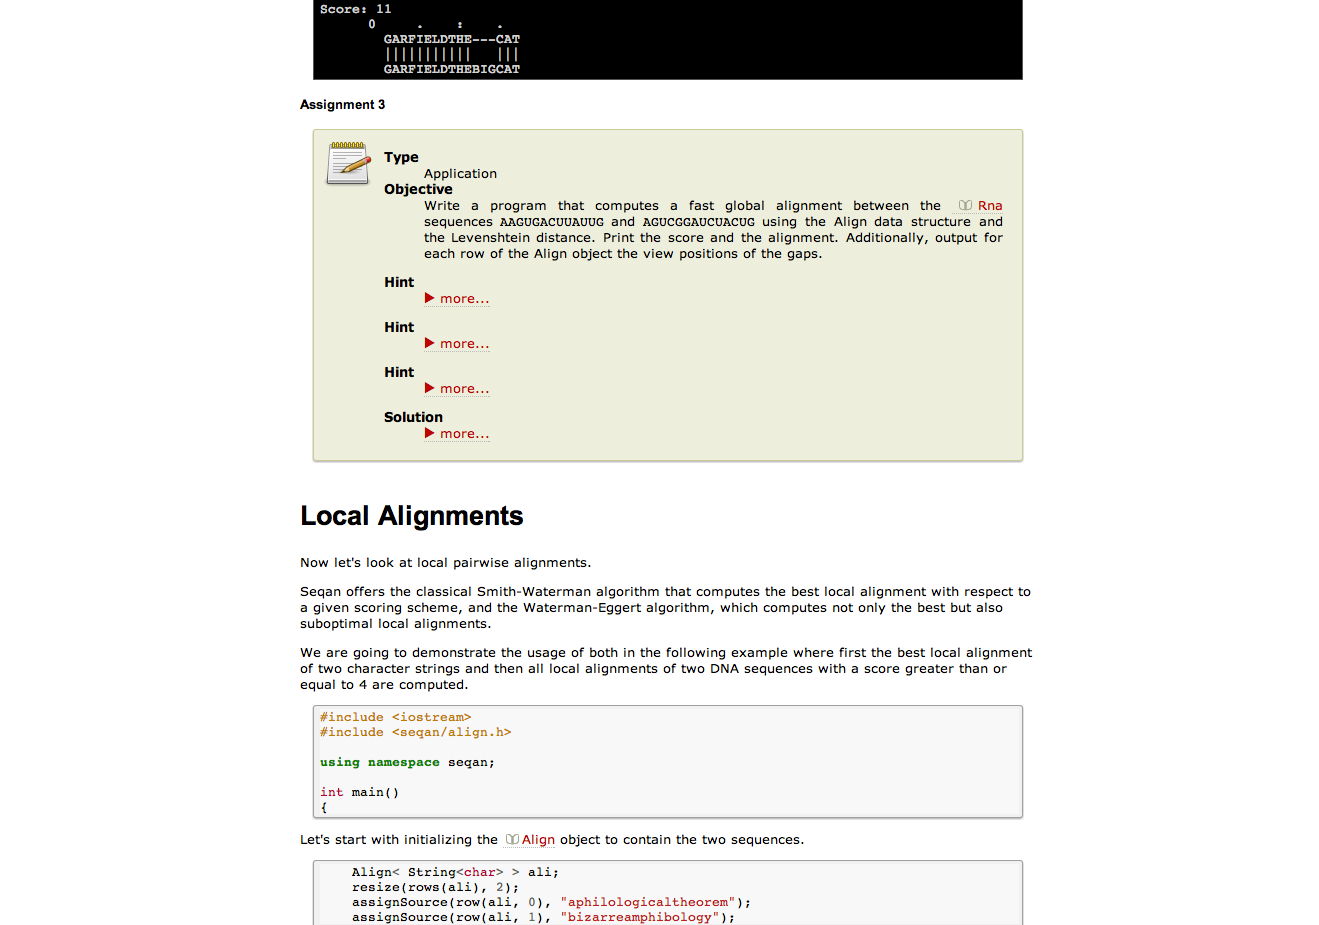 Score: 11
0     .    :    .
GARFIELDTHE---CAT
|||||||||||   |||
GARFIELDTHEBIGCAT
Assignment 3
Type
Application
Objective
Write a program that computes a fast global alignment between the Rna
sequences AAGUGACUUAUUG and AGUCGGAUCUACUG using the Align data structure and
the Levenshtein distance. Print the score and the alignment. Additionally, output for
each row of the Align object the view positions of the gaps.
Hint
more...
Hint
more...
Hint
more...
Solution
more...
Local Alignments
Now let's look at local pairwise alignments.
Seqan offers the classical Smith-Waterman algorithm that computes the best local alignment with respect to
a given scoring scheme, and the Waterman-Eggert algorithm, which computes not only the best but also
suboptimal local alignments.
We are going to demonstrate the usage of both in the following example where first the best local alignment
of two character strings and then all local alignments of two DNA sequences with a score greater than or
equal to 4 are computed.
#include <iostream>
#include <seqan/align.h>
using namespace seqan;
int main()
{
Let's start with initializing the Align object to contain the two sequences.
Align< String<char> > ali;
resize(rows(ali), 2);
assignSource(row(ali, 0), "aphilologicaltheorem");
assignSource(row(ali, 1), "bizarreamphibology");